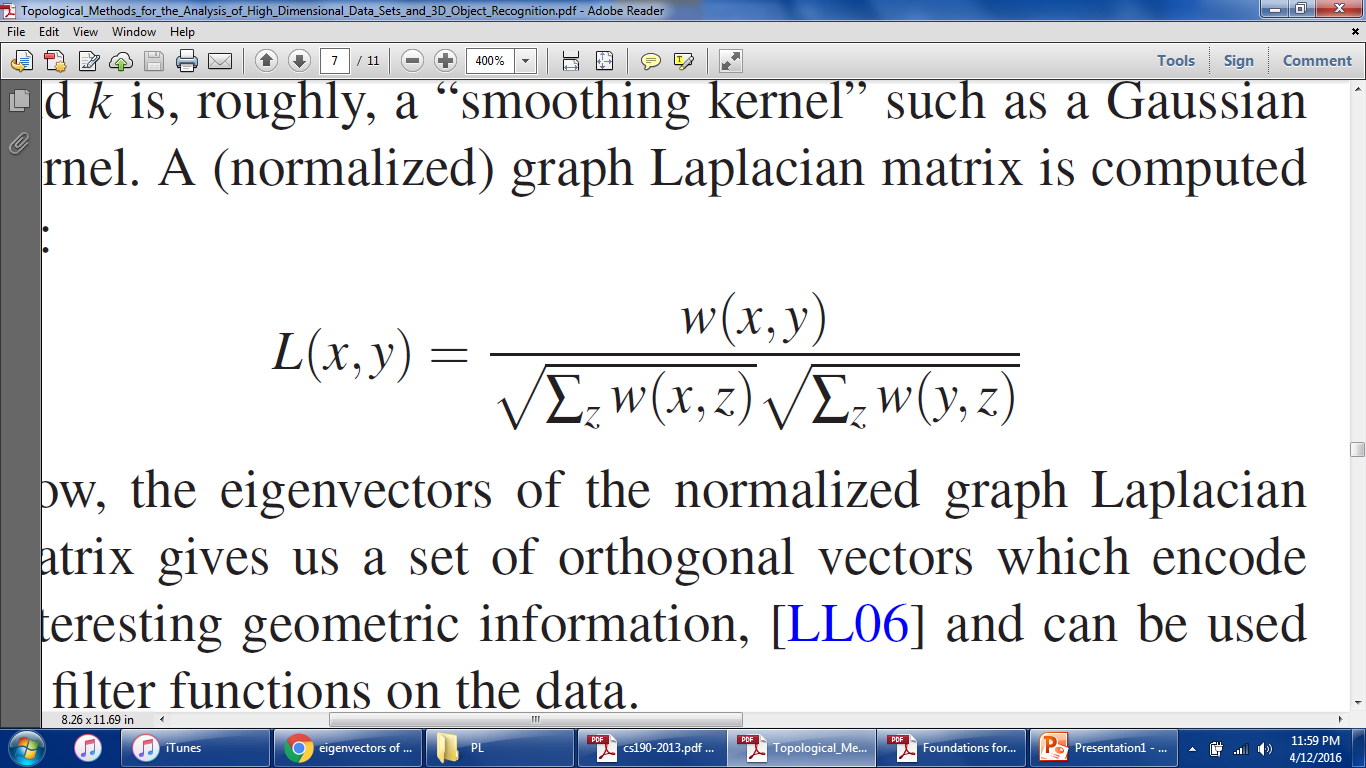 Topological_Methods_for_the_Analysis_of_High_Dimensional_Data_Sets_and_3D_Object_Recognition.pdf - Adobe Reader
File Edit View Window Help
7 / 11 400% Tools Sign Comment
d k is, roughly, a “smoothing kernel” such as a Gaussian
rnel. A (normalized) graph Laplacian matrix is computed
:
L(x,y) = w(x,y) / √∑z w(x,z) √∑z w(y,z)
ow, the eigenvectors of the normalized graph Laplacian
atrix gives us a set of orthogonal vectors which encode
teresting geometric information, [LL06] and can be used
filter functions on the data.
8.26 x 11.69 in
iTunes eigenvectors of ... PL cs190-2013.pdf ... Topological_Me... Foundations for... Presentation1 - ... 11:59 PM
4/12/2016